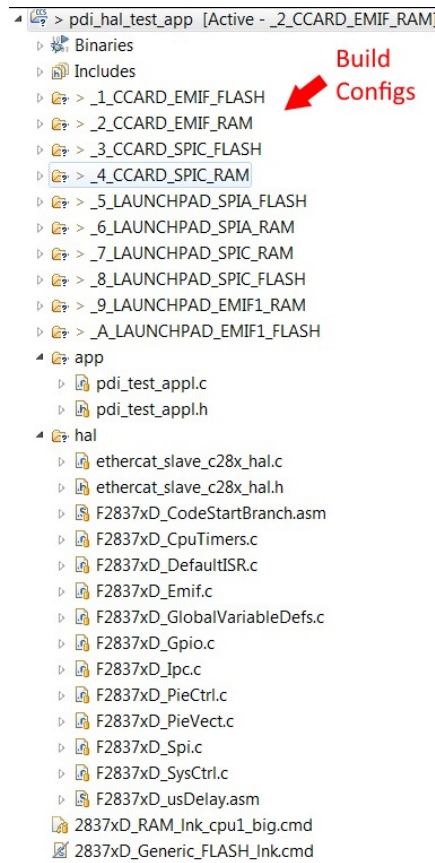 > pdi_hal_test_app [Active - _2_CCARD_EMIF_RAM]
Binaries
Includes
Build
Configs
> _1_CCARD_EMIF_FLASH
> _2_CCARD_EMIF_RAM
> _3_CCARD_SPIC_FLASH
> _4_CCARD_SPIC_RAM
> _5_LAUNCHPAD_SPIA_FLASH
> _6_LAUNCHPAD_SPIA_RAM
> _7_LAUNCHPAD_SPIC_RAM
> _8_LAUNCHPAD_SPIC_FLASH
> _9_LAUNCHPAD_EMIF1_RAM
> _A_LAUNCHPAD_EMIF1_FLASH
app
pdi_test_appl.c
pdi_test_appl.h
hal
ethercat_slave_c28x_hal.c
ethercat_slave_c28x_hal.h
F2837xD_CodeStartBranch.asm
F2837xD_CpuTimers.c
F2837xD_DefaultISR.c
F2837xD_Emif.c
F2837xD_GlobalVariableDefs.c
F2837xD_Gpio.c
F2837xD_Ipc.c
F2837xD_PieCtrl.c
F2837xD_PieVect.c
F2837xD_Spi.c
F2837xD_SysCtrl.c
F2837xD_usDelay.asm
2837xD_RAM_lnk_cpu1_big.cmd
2837xD_Generic_FLASH_lnk.cmd